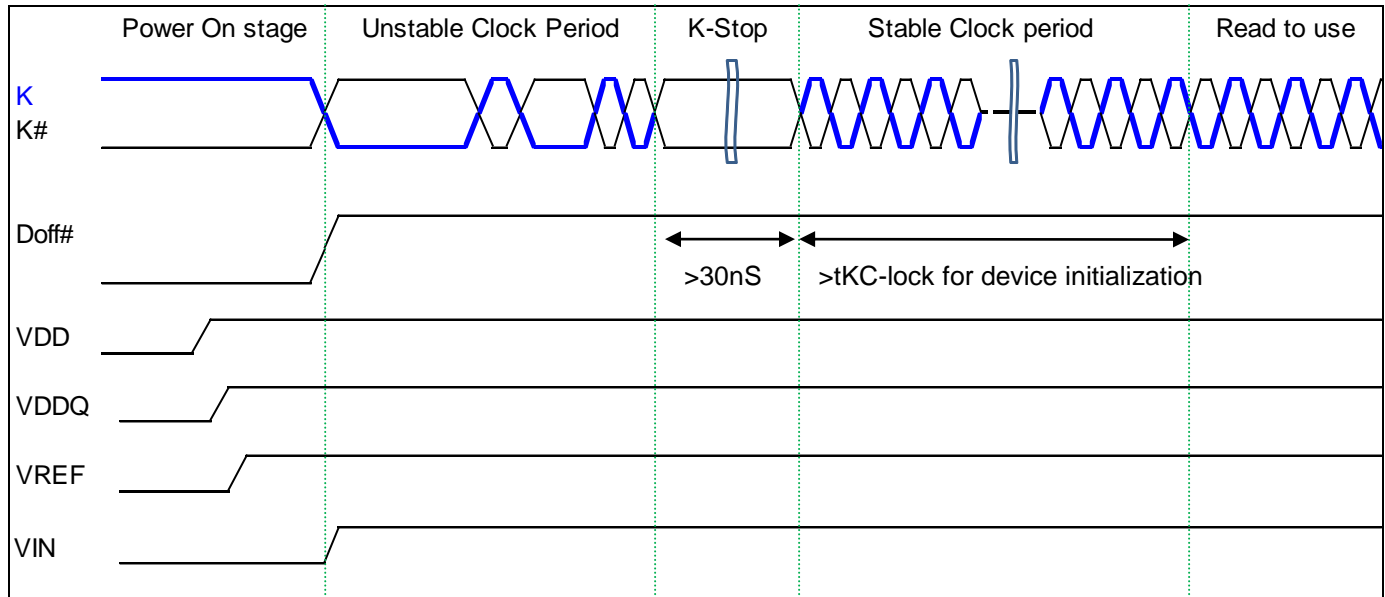 Power On stage Unstable Clock Period K-Stop Stable Clock period Read to use
K
K#
Doff#
>30nS >tKC-lock for device initialization
VDD
VDDQ
VREF
VIN